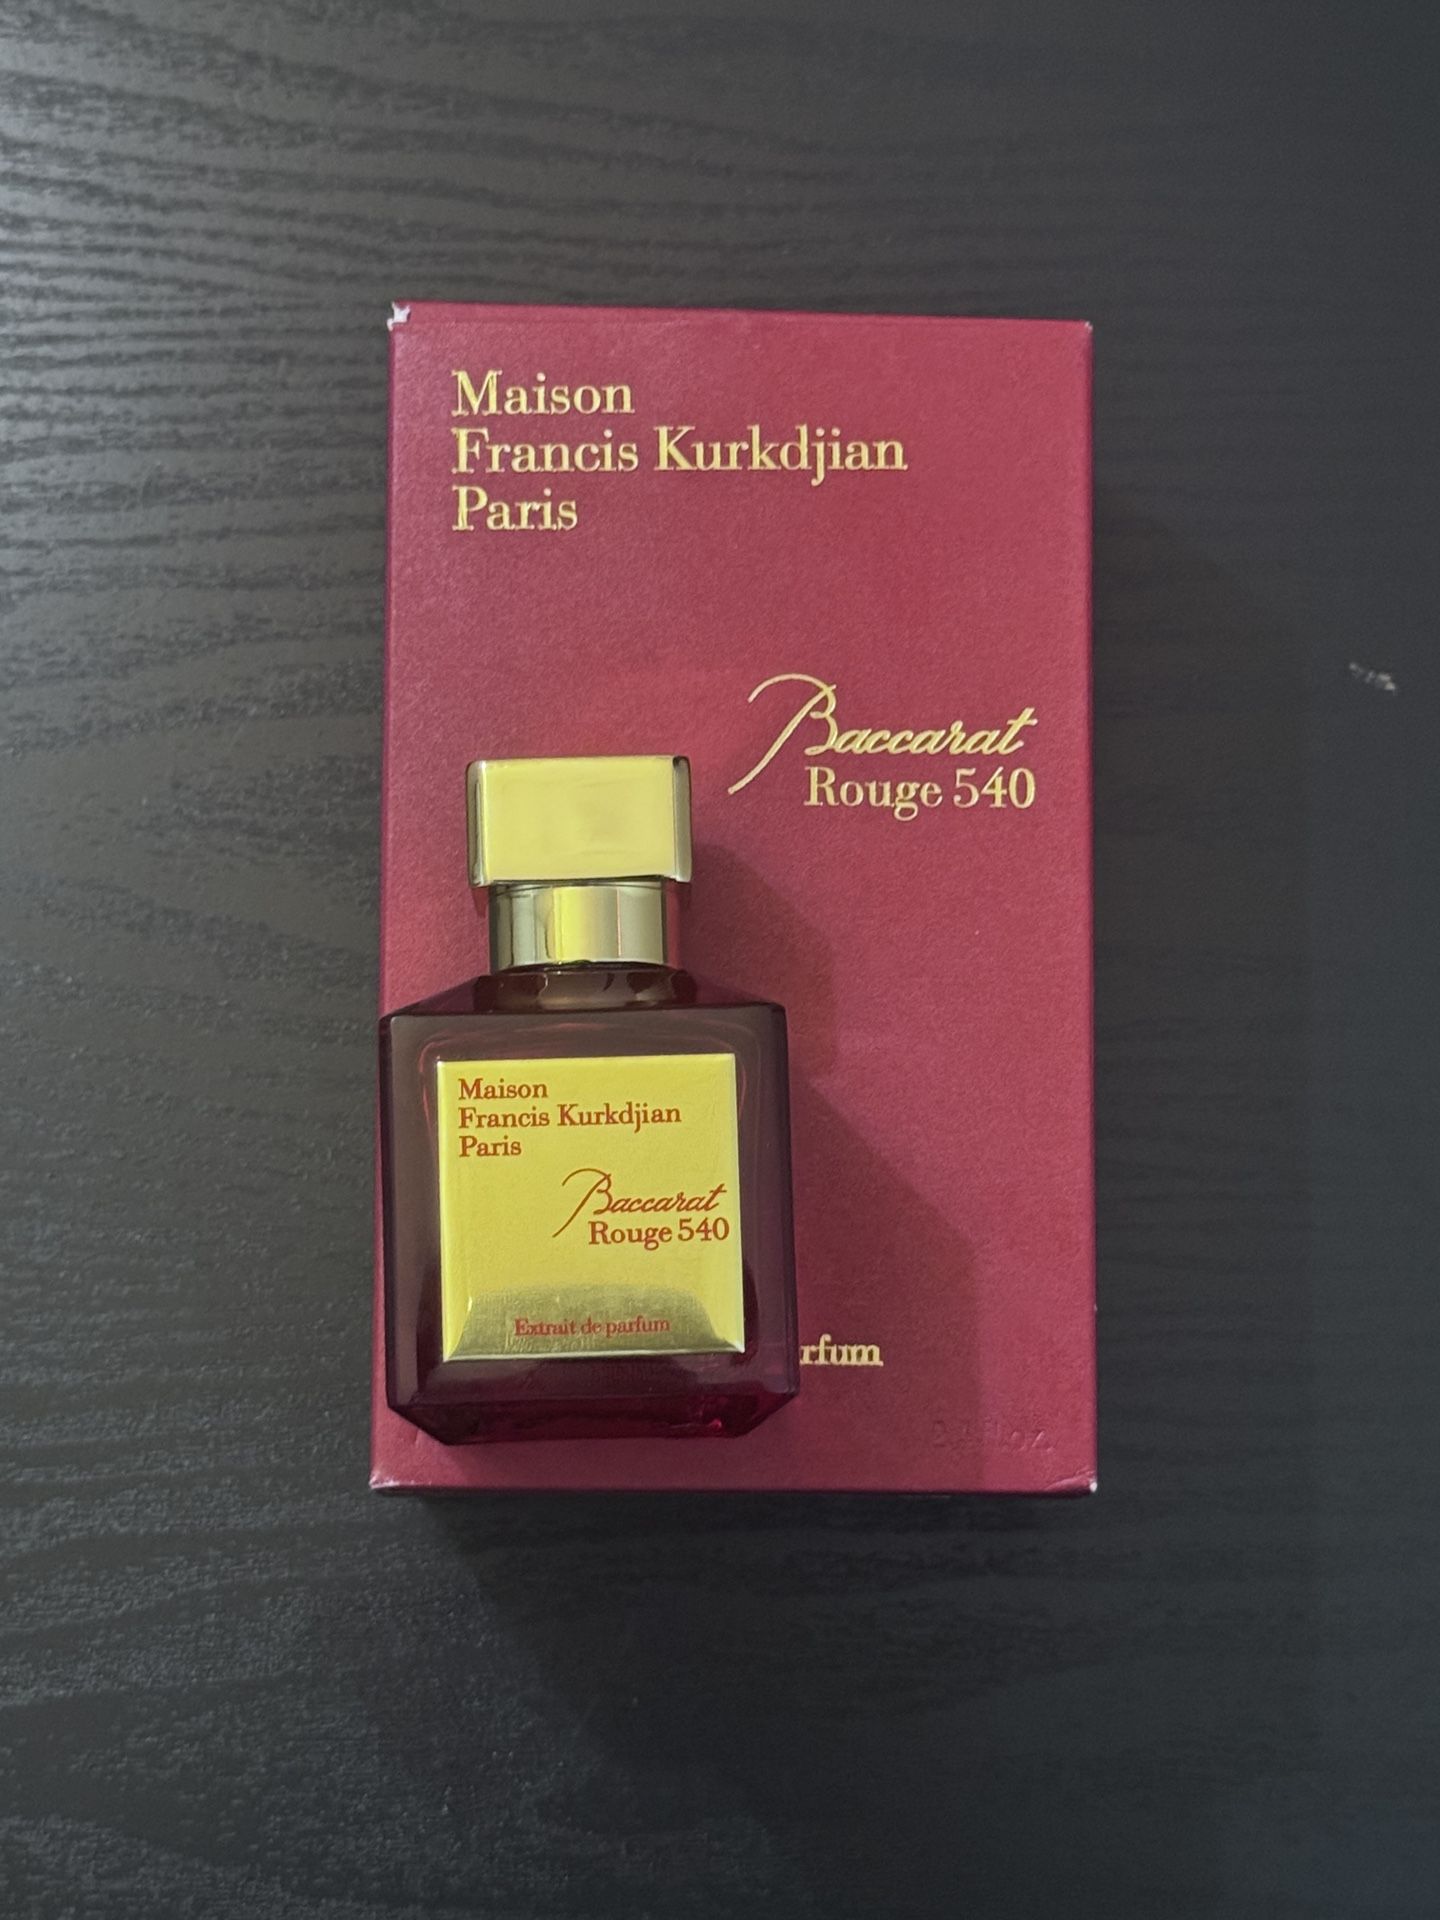 Maison
Francis Kurkdjian
Paris
Baccarat
Rouge 540
Maison
Francis Kurkdjian
Paris
Baccarat
Rouge 540
Extrait de parfum
rfum